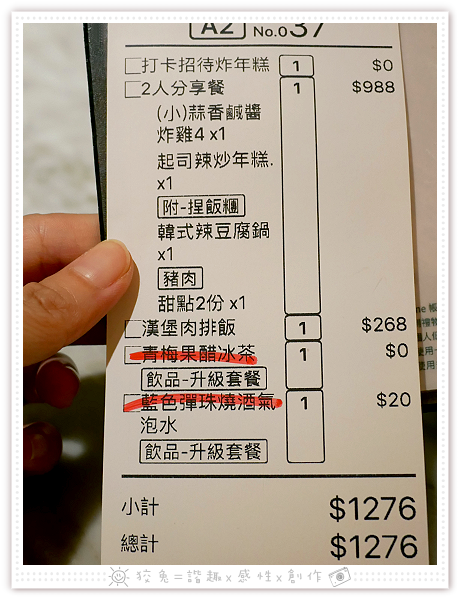 A2 No.037
打卡招待炸年糕 1 $0
2人分享餐 1 $988
(小)蒜香鹹醬
炸雞4 x1
起司辣炒年糕.
x1
附-捏飯糰
韓式辣豆腐鍋
x1
豬肉
甜點2份 x1
漢堡肉排飯 1 $268
青梅果醋冰茶 1 $0
飲品-升級套餐
藍色彈珠燒酒氣 1 $20
泡水
飲品-升級套餐
小計 $1276
總計 $1276
狡兔=諧趣x感性x創作